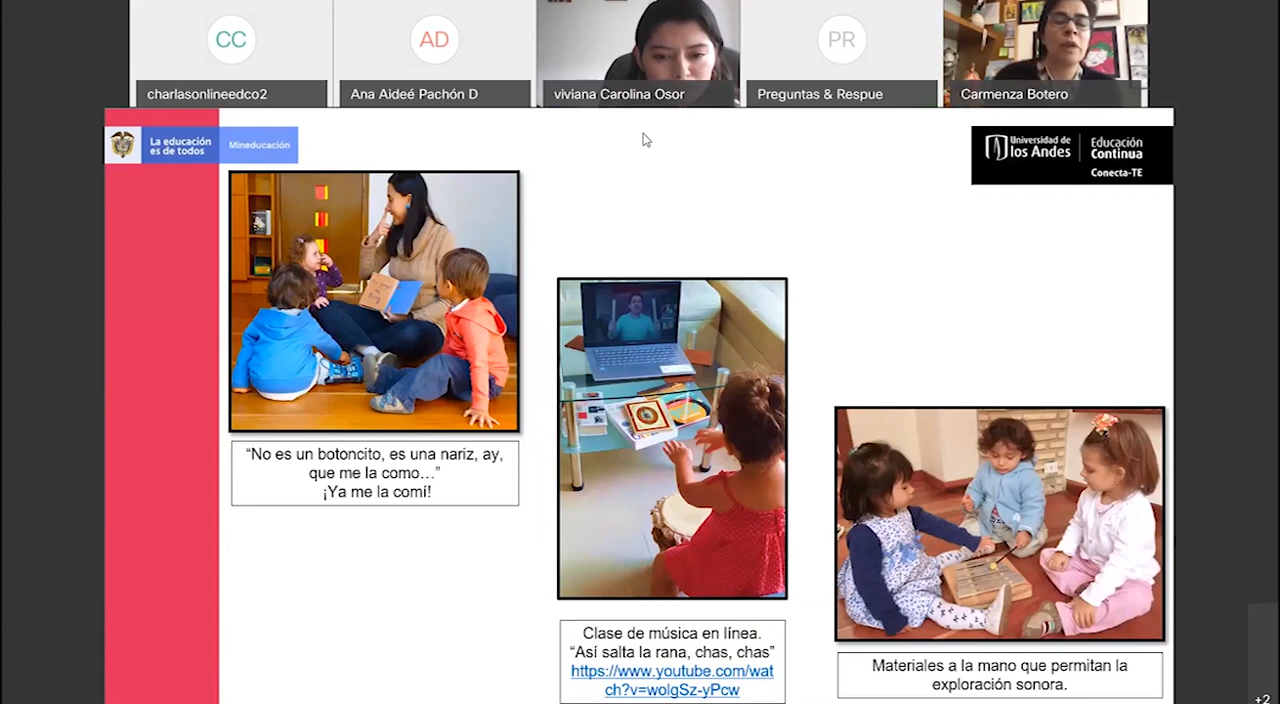 CC
AD
PR
charlasonlineedco2
Ana Aideé Pachón D
viviana Carolina Osor
Preguntas & Respue
Carmenza Botero
La educación
es de todos
Mineducación
Universidad de
los Andes
Educación
Continua
Conecta-TE
“No es un botoncito, es una nariz, ay,
que me la como…”
¡Ya me la comí!
Clase de música en línea.
“Así salta la rana, chas, chas”
https://www.youtube.com/wat
ch?v=wolgSz-yPcw
Materiales a la mano que permitan la
exploración sonora.
+2